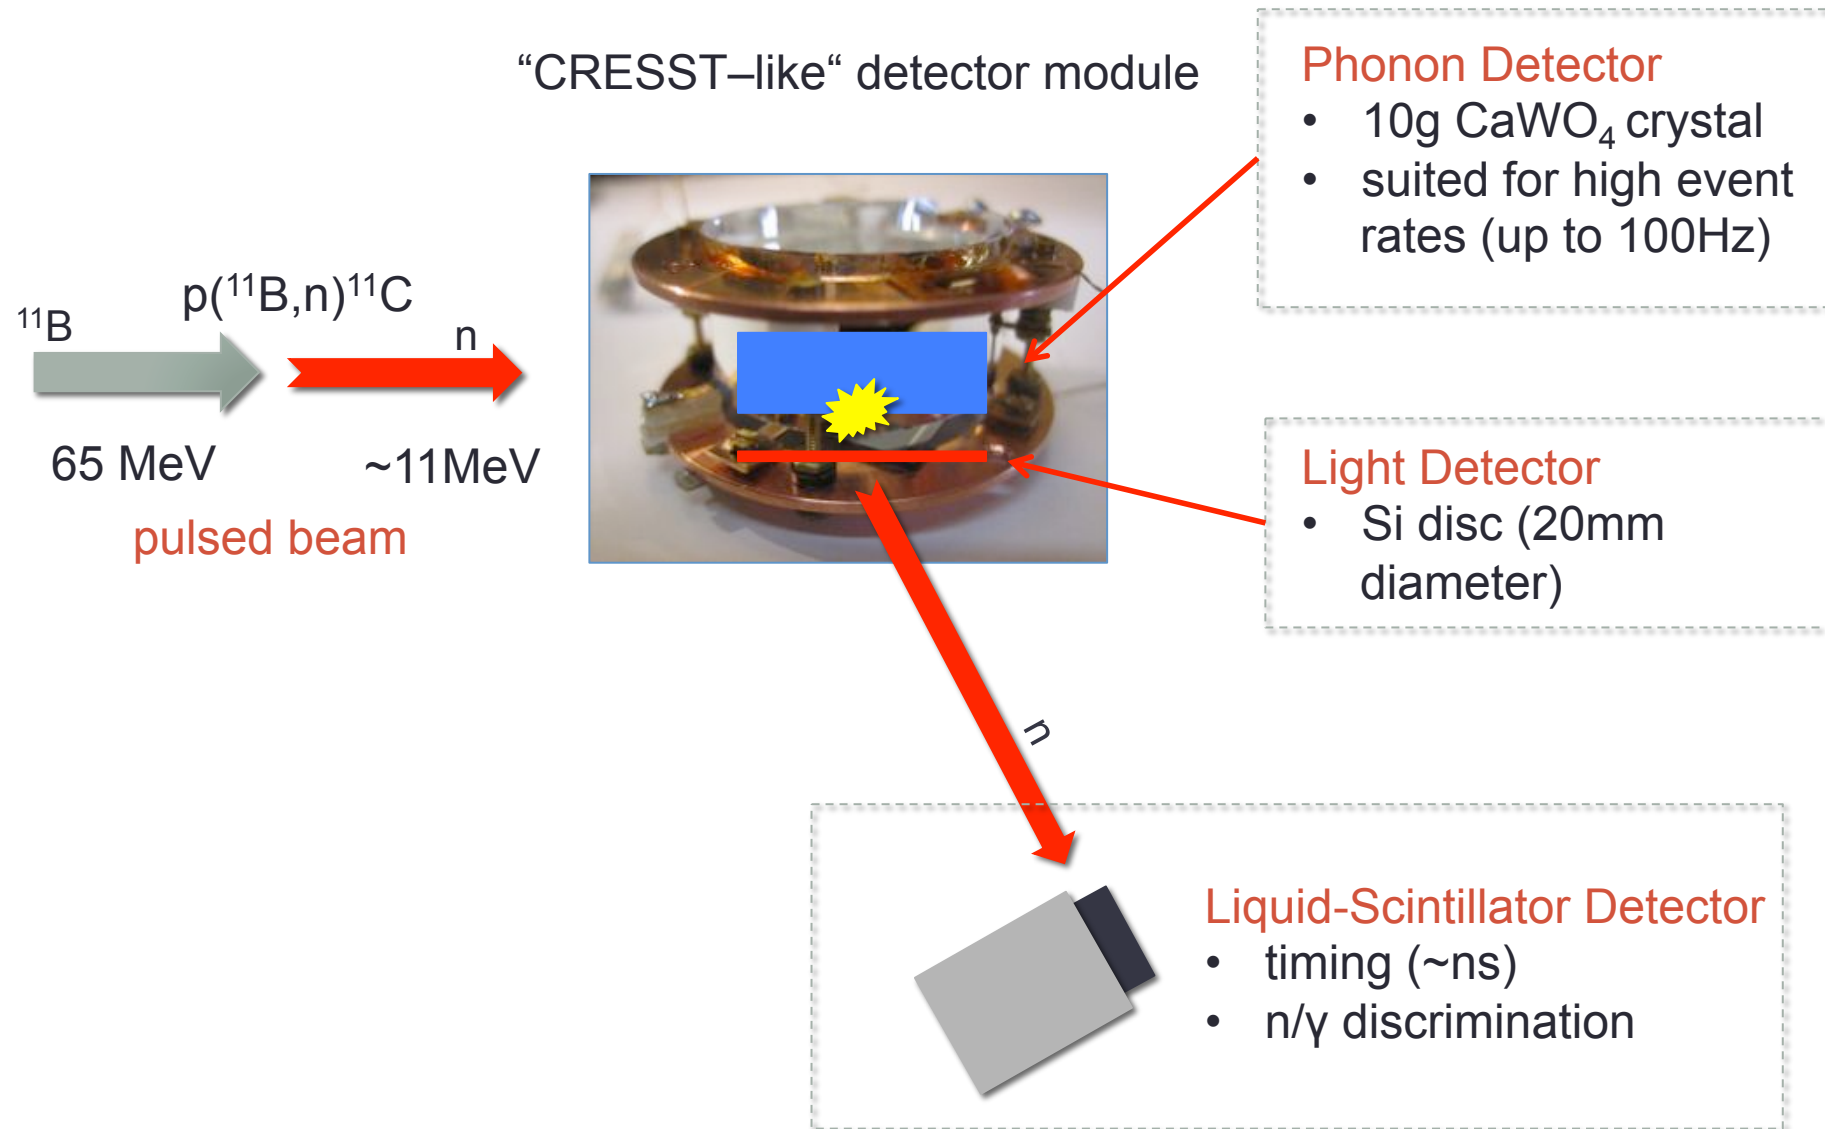 “CRESST–like“ detector module
Phonon Detector
• 10g CaWO₄ crystal
• suited for high event
rates (up to 100Hz)
p(¹¹B,n)¹¹C
¹¹B
n
65 MeV
~11MeV
pulsed beam
Light Detector
• Si disc (20mm
diameter)
n
Liquid-Scintillator Detector
• timing (~ns)
• n/γ discrimination